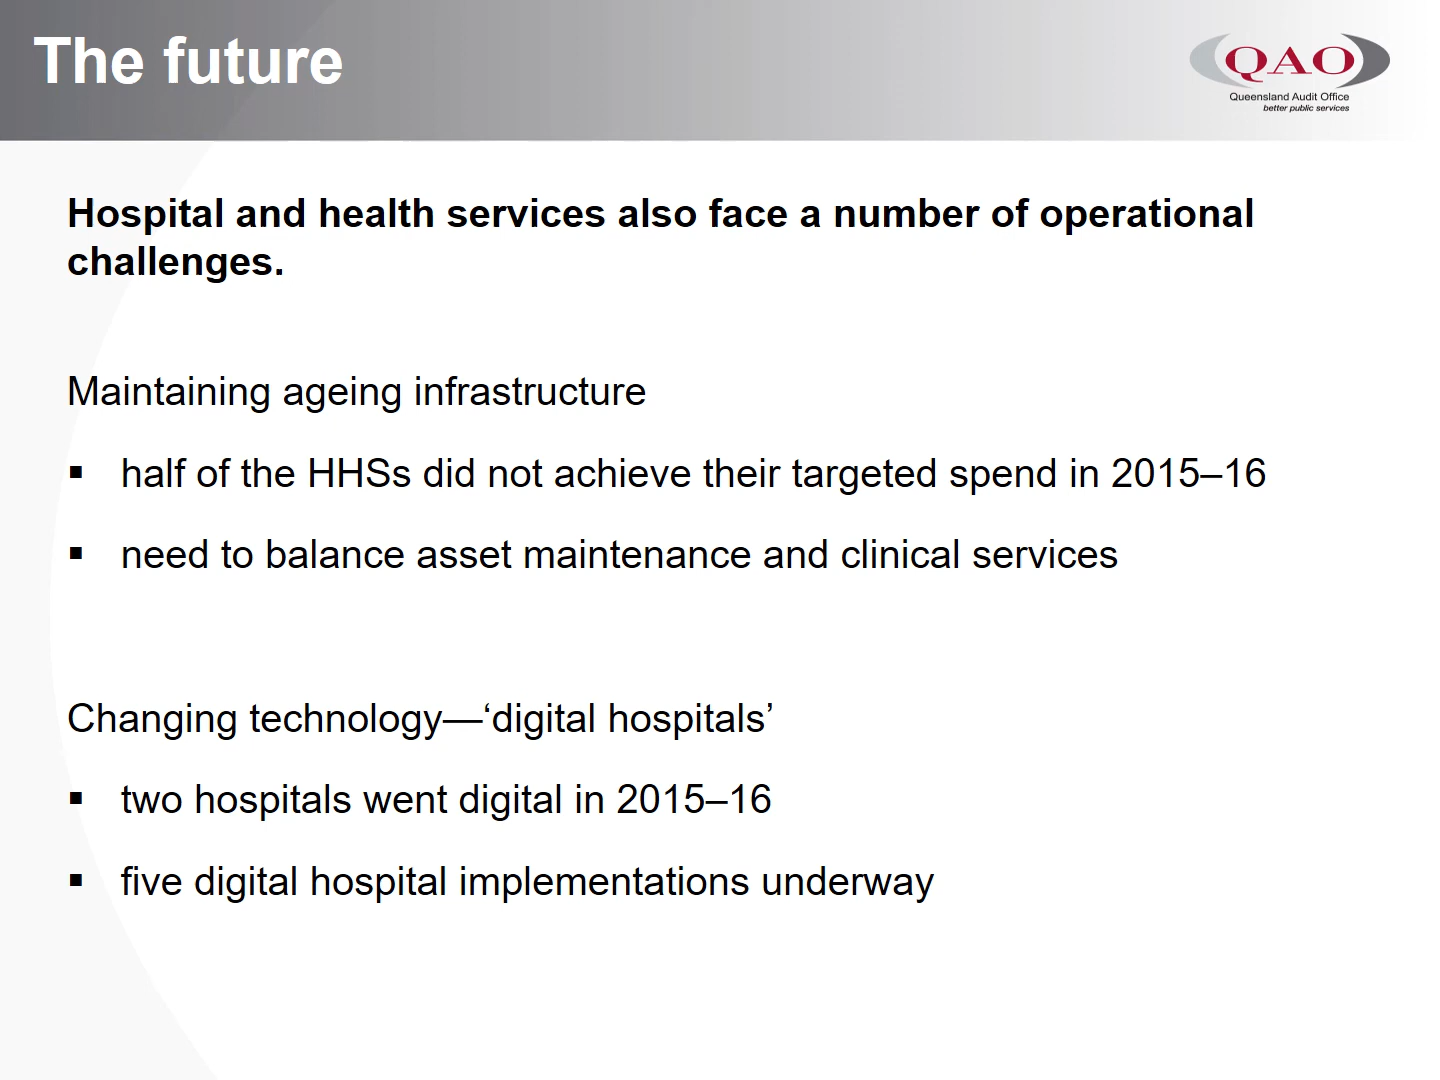 The future
QAO
Queensland Audit Office
better public services
Hospital and health services also face a number of operational
challenges.
Maintaining ageing infrastructure
▪ half of the HHSs did not achieve their targeted spend in 2015–16
▪ need to balance asset maintenance and clinical services
Changing technology—‘digital hospitals’
▪ two hospitals went digital in 2015–16
▪ five digital hospital implementations underway